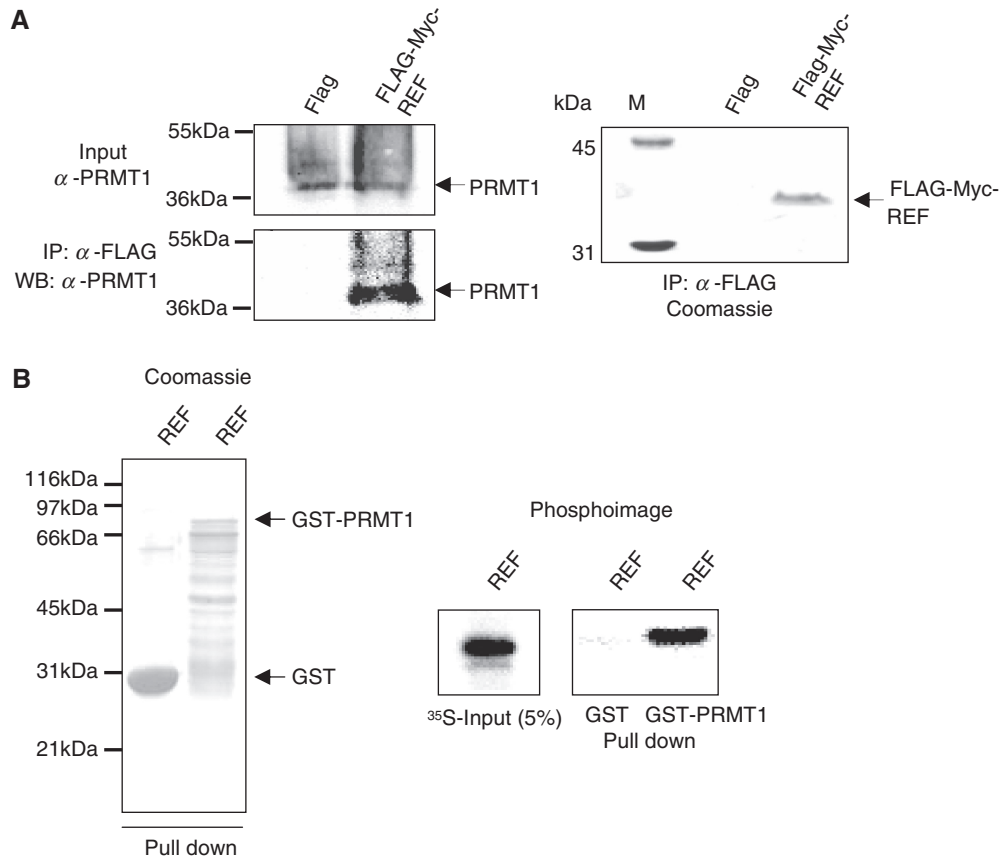 A
Flag
FLAG-Myc-
REF
55kDa
Input
α-PRMT1
36kDa
PRMT1
IP: α-FLAG
WB: α-PRMT1
55kDa
36kDa
PRMT1
kDa
M
Flag
Flag-Myc-
REF
45
31
FLAG-Myc-
REF
IP: α-FLAG
Coomassie
B
Coomassie
REF
REF
116kDa
97kDa
66kDa
45kDa
31kDa
21kDa
GST-PRMT1
GST
Pull down
Phosphoimage
REF
REF
REF
³⁵S-Input (5%)
GST
GST-PRMT1
Pull down